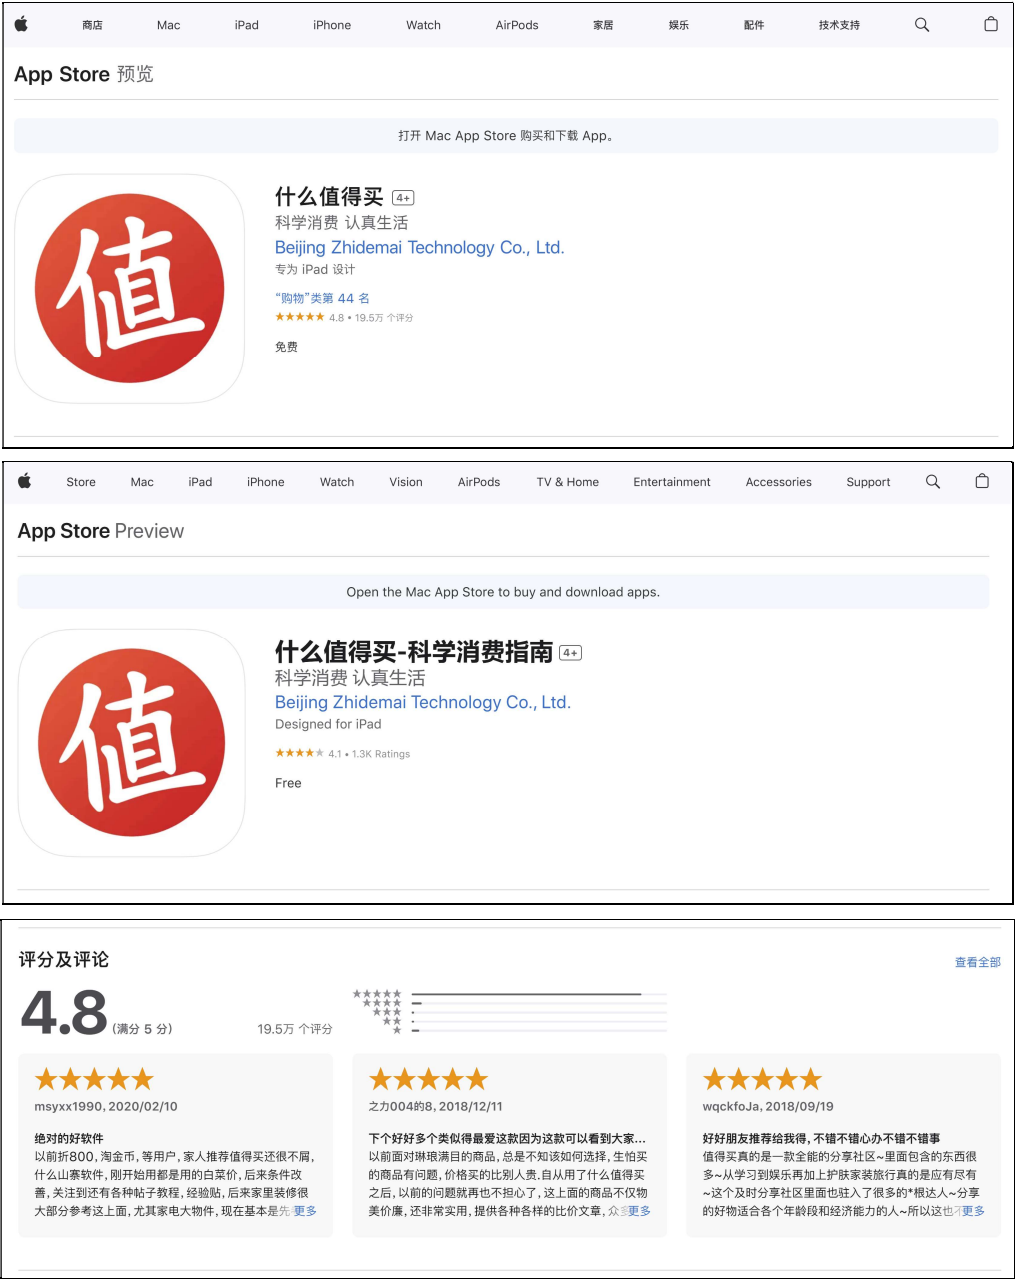 商店 Mac iPad iPhone Watch AirPods 家居 娱乐 配件 技术支持
App Store 预览
打开 Mac App Store 购买和下载 App。
值
什么值得买 4+
科学消费 认真生活
Beijing Zhidemai Technology Co., Ltd.
专为 iPad 设计
“购物”类第 44 名
★★★★★ 4.8 • 19.5万 个评分
免费
Store Mac iPad iPhone Watch Vision AirPods TV & Home Entertainment Accessories Support
App Store Preview
Open the Mac App Store to buy and download apps.
值
什么值得买-科学消费指南 4+
科学消费 认真生活
Beijing Zhidemai Technology Co., Ltd.
Designed for iPad
★★★★★ 4.1 • 1.3K Ratings
Free
评分及评论
查看全部
4.8 (满分 5 分)
19.5万 个评分
msyxx1990, 2020/02/10
绝对的好软件
以前折800, 淘金币, 等用户, 家人推荐值得买还很不屑,
什么山寨软件, 刚开始用都是用的白菜价, 后来条件改
善, 关注到还有各种帖子教程, 经验贴, 后来家里装修很
大部分参考这上面, 尤其家电大物件, 现在基本是先 更多
之力004的8, 2018/12/11
下个好好多个类似得最爱这款因为这款可以看到大家...
以前面对琳琅满目的商品, 总是不知该如何选择, 生怕买
的商品有问题, 价格买的比别人贵.自从用了什么值得买
之后, 以前的问题就再也不担心了, 这上面的商品不仅物
美价廉, 还非常实用, 提供各种各样的比价文章, 众多 更多
wqckfoJa, 2018/09/19
好好朋友推荐给我得, 不错不错心办不错不错事
值得买真的是一款全能的分享社区~里面包含的东西很
多~从学习到娱乐再加上护肤家装旅行真的是应有尽有
~这个及时分享社区里面也驻入了很多的*根达人~分享
的好物适合各个年龄段和经济能力的人~所以这也不 更多